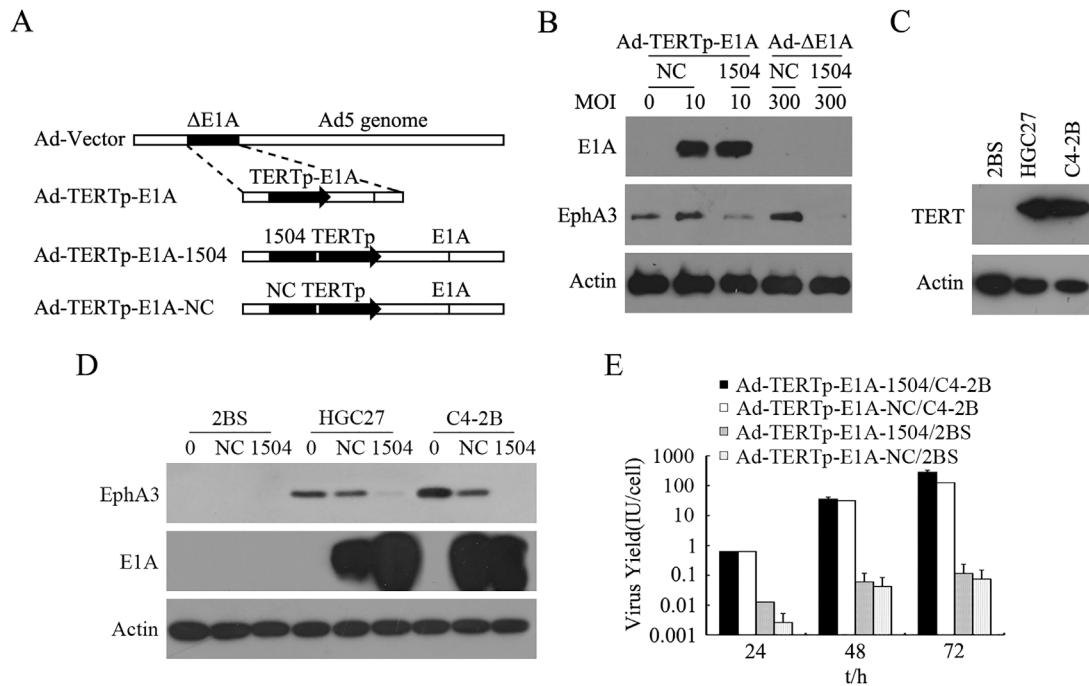 A
ΔE1A
Ad5 genome
Ad-Vector
TERTp-E1A
Ad-TERTp-E1A
1504 TERTp E1A
Ad-TERTp-E1A-1504
NC TERTp E1A
Ad-TERTp-E1A-NC
B
Ad-TERTp-E1A Ad-ΔE1A
NC 1504 NC 1504
MOI 0 10 10 300 300
E1A
EphA3
Actin
C
2BS HGC27 C4-2B
TERT
Actin
D
2BS HGC27 C4-2B
0 NC 1504 0 NC 1504 0 NC 1504
EphA3
E1A
Actin
E
Ad-TERTp-E1A-1504/C4-2B
Ad-TERTp-E1A-NC/C4-2B
Ad-TERTp-E1A-1504/2BS
Ad-TERTp-E1A-NC/2BS
Virus Yield(IU/cell)
1000
100
10
1
0.1
0.01
0.001
24 48 72
t/h